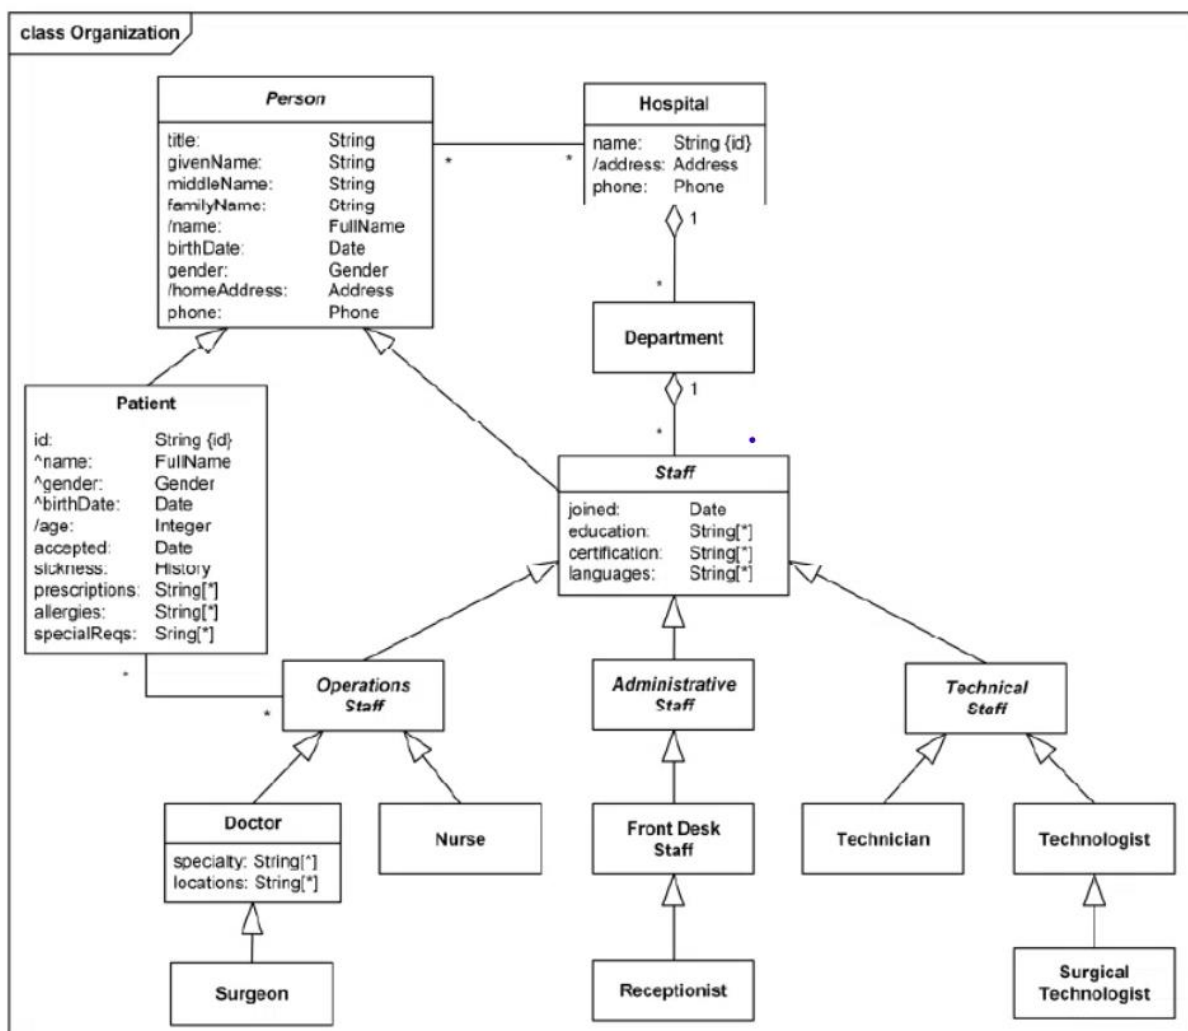 class Organization
Person
title: String
givenName: String
middleName: String
familyName: String
/name: FullName
birthDate: Date
gender: Gender
/homeAddress: Address
phone: Phone
*
*
Hospital
name: String {id}
/address: Address
phone: Phone
1
*
Department
1
*
Patient
id: String {id}
^name: FullName
^gender: Gender
^birthDate: Date
/age: Integer
accepted: Date
sickness: History
prescriptions: String[*]
allergies: String[*]
specialReqs: Sring[*]
*
*
Staff
joined: Date
education: String[*]
certification: String[*]
languages: String[*]
Operations
Staff
Administrative
Staff
Technical
Staff
Doctor
specialty: String[*]
locations: String[*]
Nurse
Front Desk
Staff
Technician
Technologist
Surgeon
Receptionist
Surgical
Technologist